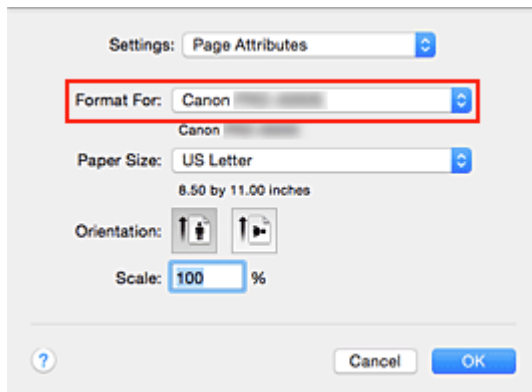 Settings: Page Attributes
Format For: Canon
Canon
Paper Size: US Letter
8.50 by 11.00 inches
Orientation:
Scale: 100 %
? Cancel OK